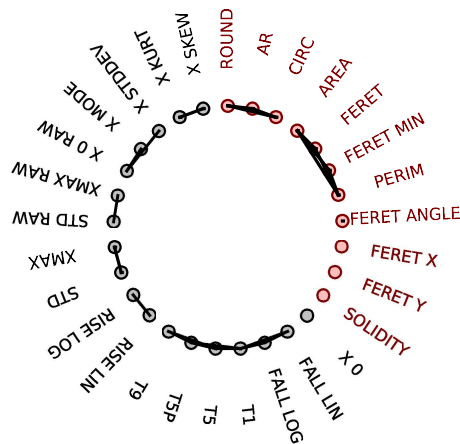 ROUND
AR
CIRC
AREA
FERET
FERET MIN
PERIM
FERET ANGLE
FERET X
FERET Y
SOLIDITY
X 0
FALL LIN
FALL LOG
T1
T5
T5P
T9
RISE LIN
RISE LOG
STD
XMAX
STD RAW
XMAX RAW
X 0 RAW
X MODE
X STDDEV
X KURT
X SKEW